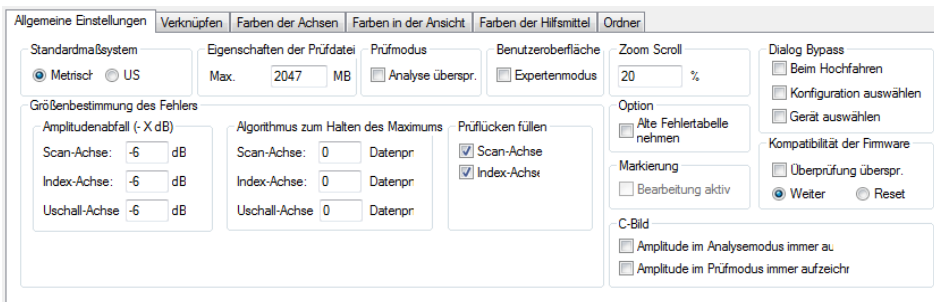 Allgemeine Einstellungen Verknüpfen Farben der Achsen Farben in der Ansicht Farben der Hilfsmittel Ordner
Standardmaßsystem
Metrisch US
Eigenschaften der Prüfdatei
Max. 2047 MB
Prüfmodus
Analyse überspr.
Benutzeroberfläche
Expertenmodus
Zoom Scroll
20 %
Dialog Bypass
Beim Hochfahren
Konfiguration auswählen
Gerät auswählen
Größenbestimmung des Fehlers
Amplitudenabfall (- X dB)
Scan-Achse: -6 dB
Index-Achse: -6 dB
Uschall-Achse -6 dB
Algorithmus zum Halten des Maximums
Scan-Achse: 0 Datenpr
Index-Achse: 0 Datenpr
Uschall-Achse 0 Datenpr
Prüflücken füllen
Scan-Achse
Index-Achse
Option
Alte Fehlertabelle
nehmen
Markierung
Bearbeitung aktiv
Kompatibilität der Firmware
Überprüfung überspr.
Weiter Reset
C-Bild
Amplitude im Analysemodus immer au
Amplitude im Prüfmodus immer aufzeichr